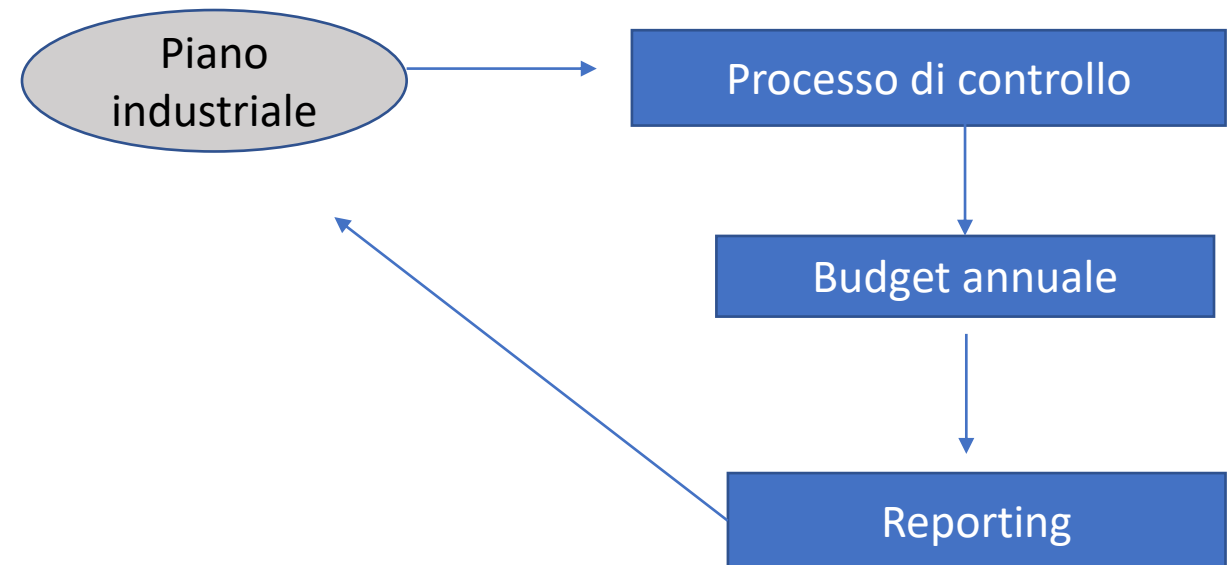 Piano
industriale
Processo di controllo
Budget annuale
Reporting